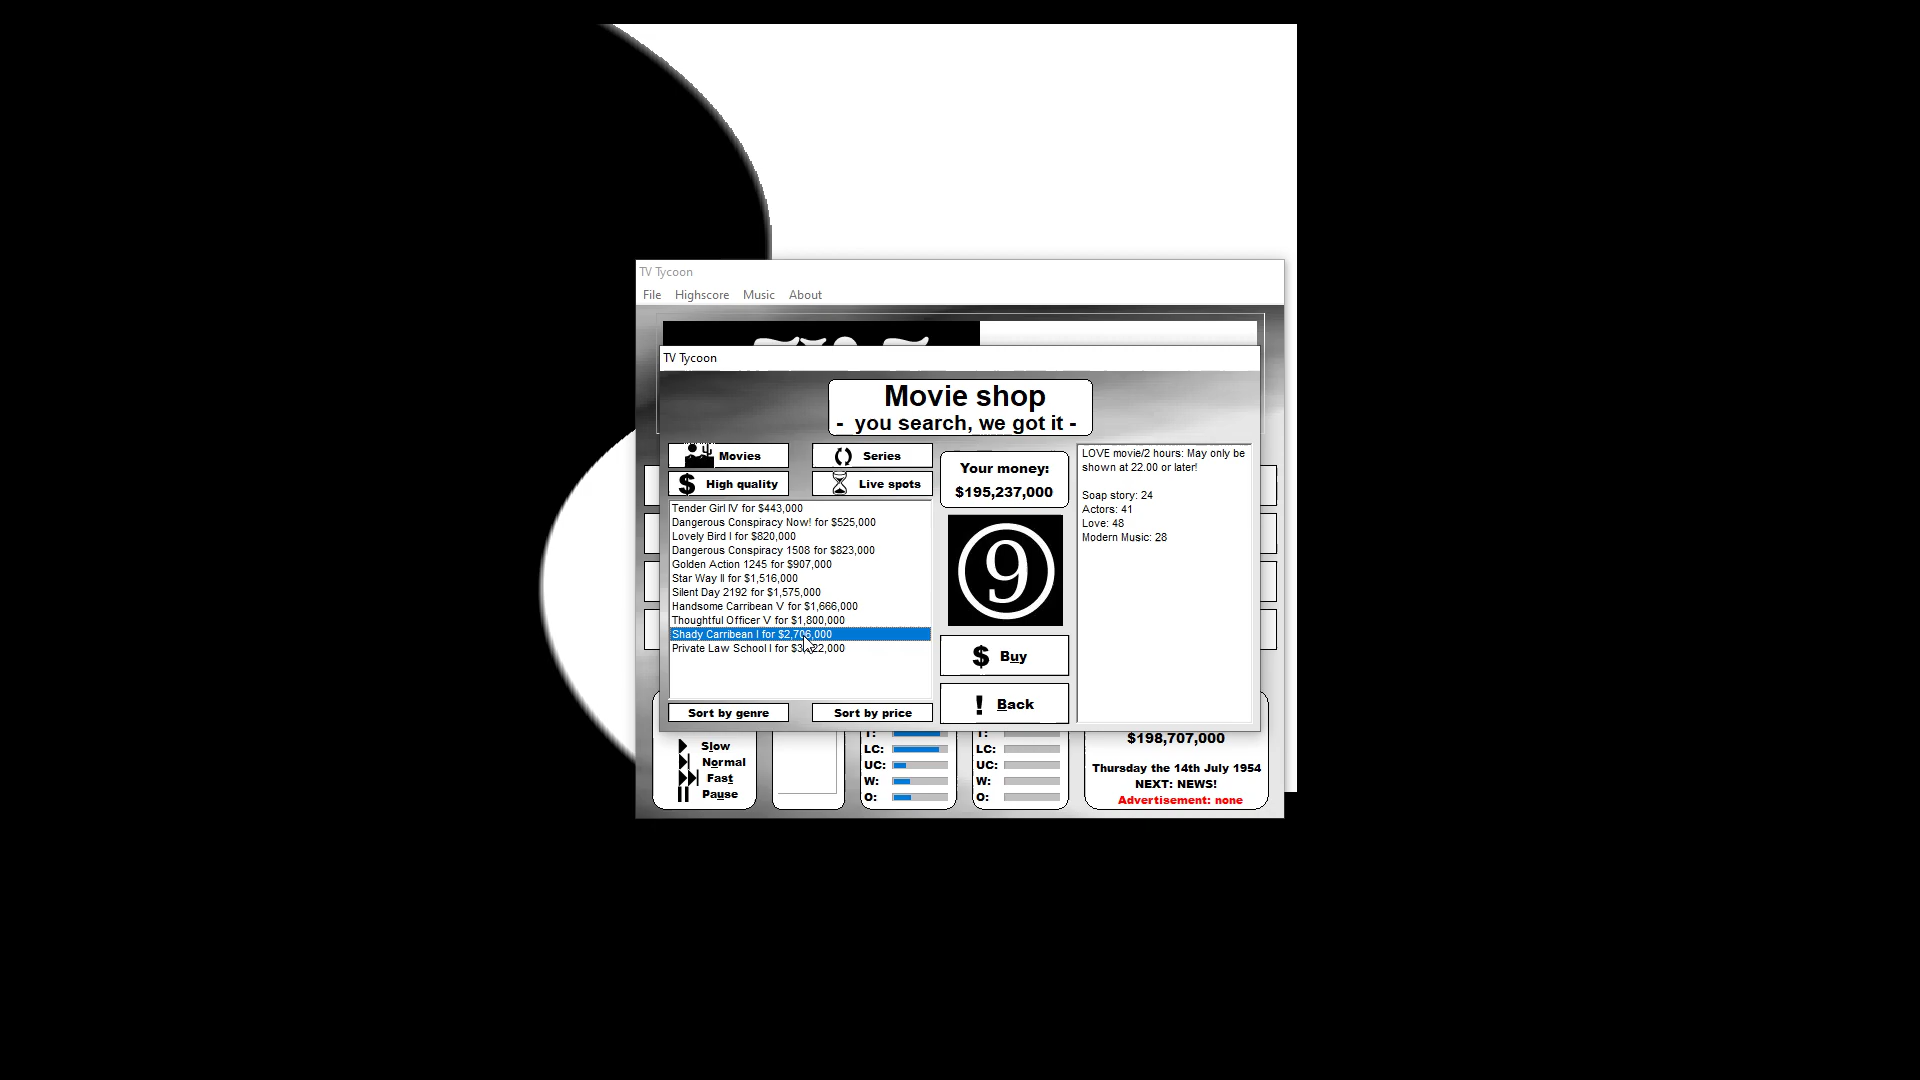 TV Tycoon
File Highscore Music About
TV Tycoon
Movie shop
- you search, we got it -
Movies
Series
High quality
Live spots
Your money:
$195,237,000
9
Buy
Back
Tender Girl IV for $443,000
Dangerous Conspiracy Now! for $525,000
Lovely Bird I for $820,000
Dangerous Conspiracy 1508 for $823,000
Golden Action 1245 for $907,000
Star Way II for $1,516,000
Silent Day 2192 for $1,575,000
Handsome Carribean V for $1,666,000
Thoughtful Officer V for $1,800,000
Shady Carribean I for $2,706,000
Private Law School I for
LOVE movie/2 hours: May only be
shown at 22.00 or later!
Soap story: 24
Actors: 41
Love: 48
Modern Music: 28
Sort by genre
Sort by price
Slow
Normal
Fast
Pause
LC:
UC:
W:
O:
LC:
UC:
W:
O:
$198,707,000
Thursday the 14th July 1954
NEXT: NEWS!
Advertisement: none